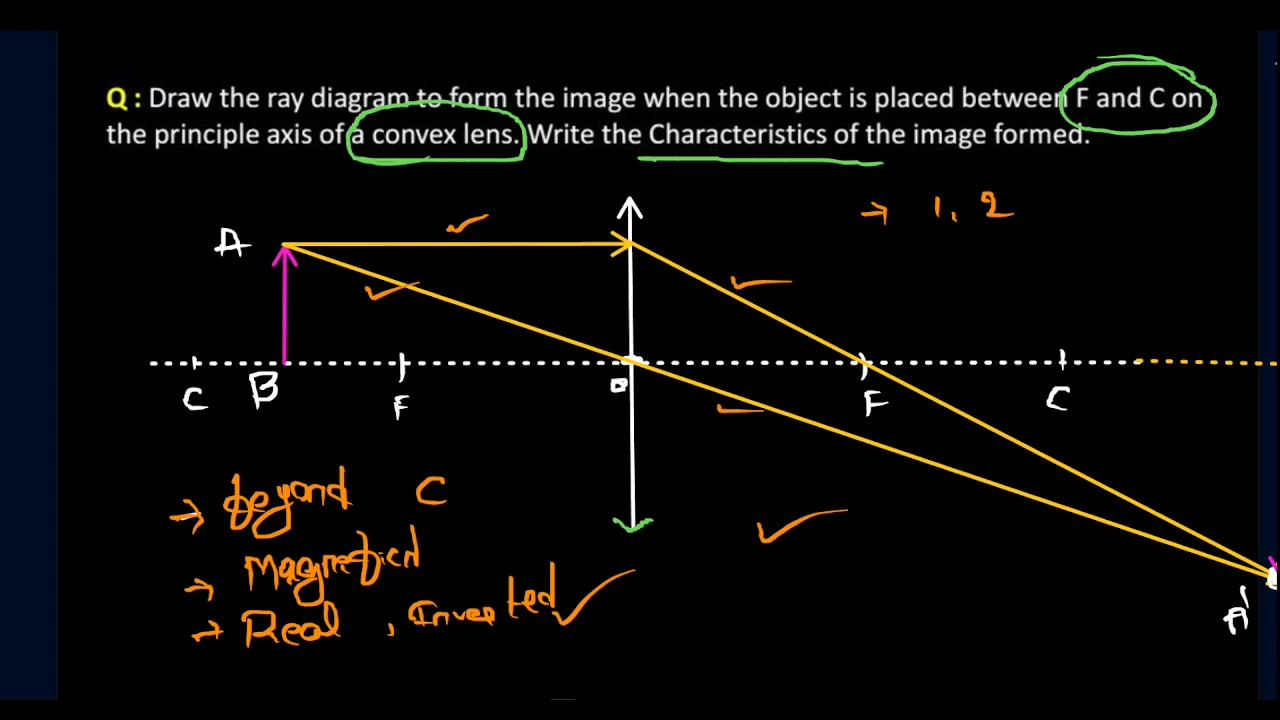 Q : Draw the ray diagram to form the image when the object is placed between F and C on
the principle axis of a convex lens. Write the Characteristics of the image formed.
→ 1, 2
A
C B F O F C
→ beyond C
→ Magnified
→ Real , Inverted
A'